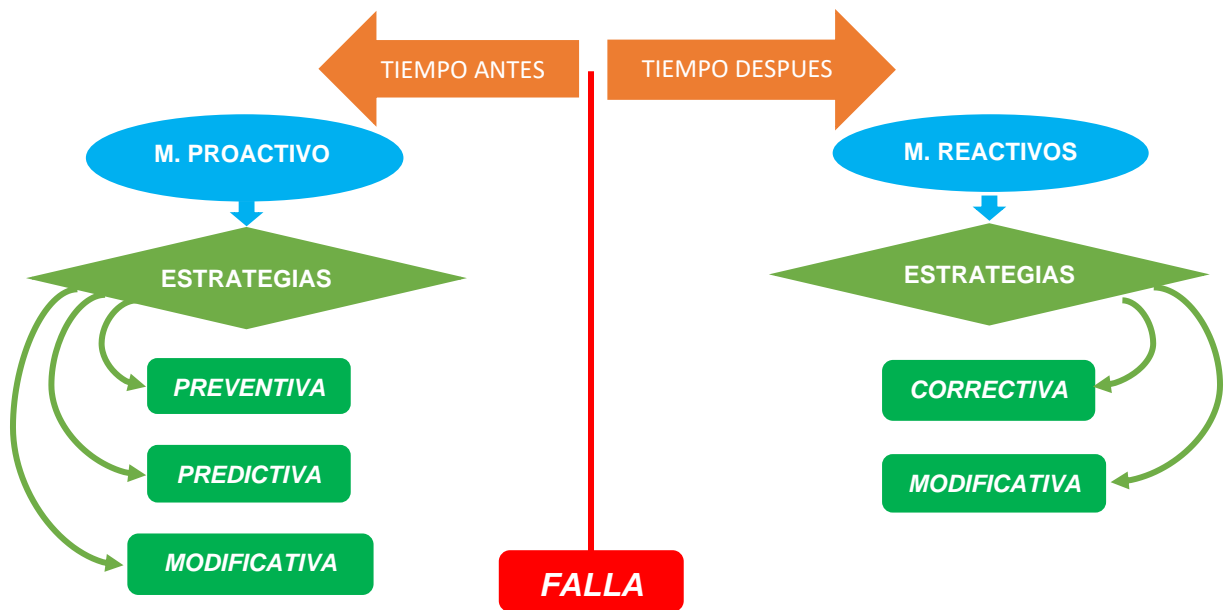 TIEMPO ANTES
TIEMPO DESPUES
M. PROACTIVO
M. REACTIVOS
ESTRATEGIAS
ESTRATEGIAS
PREVENTIVA
CORRECTIVA
PREDICTIVA
MODIFICATIVA
MODIFICATIVA
FALLA